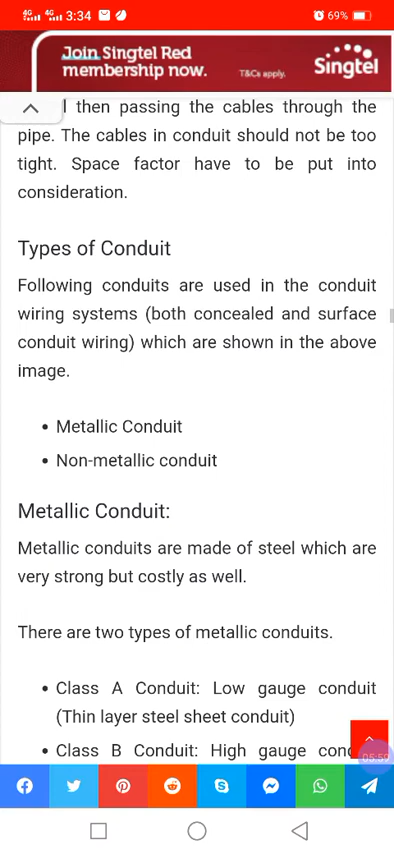 4G 4G 3:34 69%
Join Singtel Red
membership now.
T&Cs apply.
Singtel
then passing the cables through the
pipe. The cables in conduit should not be too
tight. Space factor have to be put into
consideration.
Types of Conduit
Following conduits are used in the conduit
wiring systems (both concealed and surface
conduit wiring) which are shown in the above
image.
• Metallic Conduit
• Non-metallic conduit
Metallic Conduit:
Metallic conduits are made of steel which are
very strong but costly as well.
There are two types of metallic conduits.
• Class A Conduit: Low gauge conduit
(Thin layer steel sheet conduit)
• Class B Conduit: High gauge
05:59